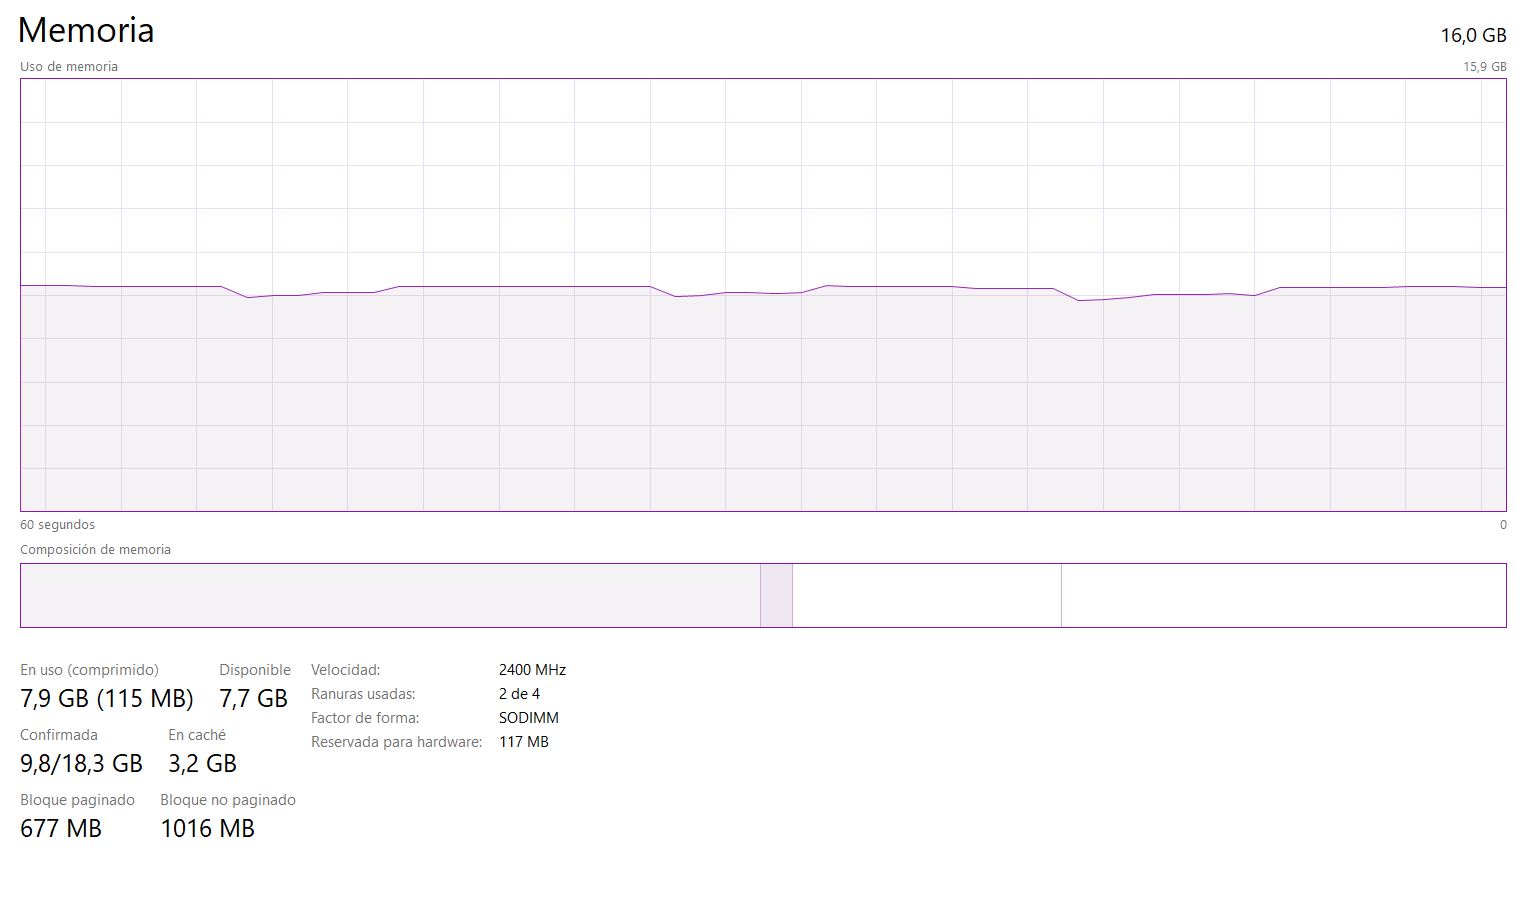 Memoria
16,0 GB
Uso de memoria
15,9 GB
60 segundos
0
Composición de memoria
En uso (comprimido)
7,9 GB (115 MB)
Disponible
7,7 GB
Confirmada
9,8/18,3 GB
En caché
3,2 GB
Bloque paginado
677 MB
Bloque no paginado
1016 MB
Velocidad: 2400 MHz
Ranuras usadas: 2 de 4
Factor de forma: SODIMM
Reservada para hardware: 117 MB